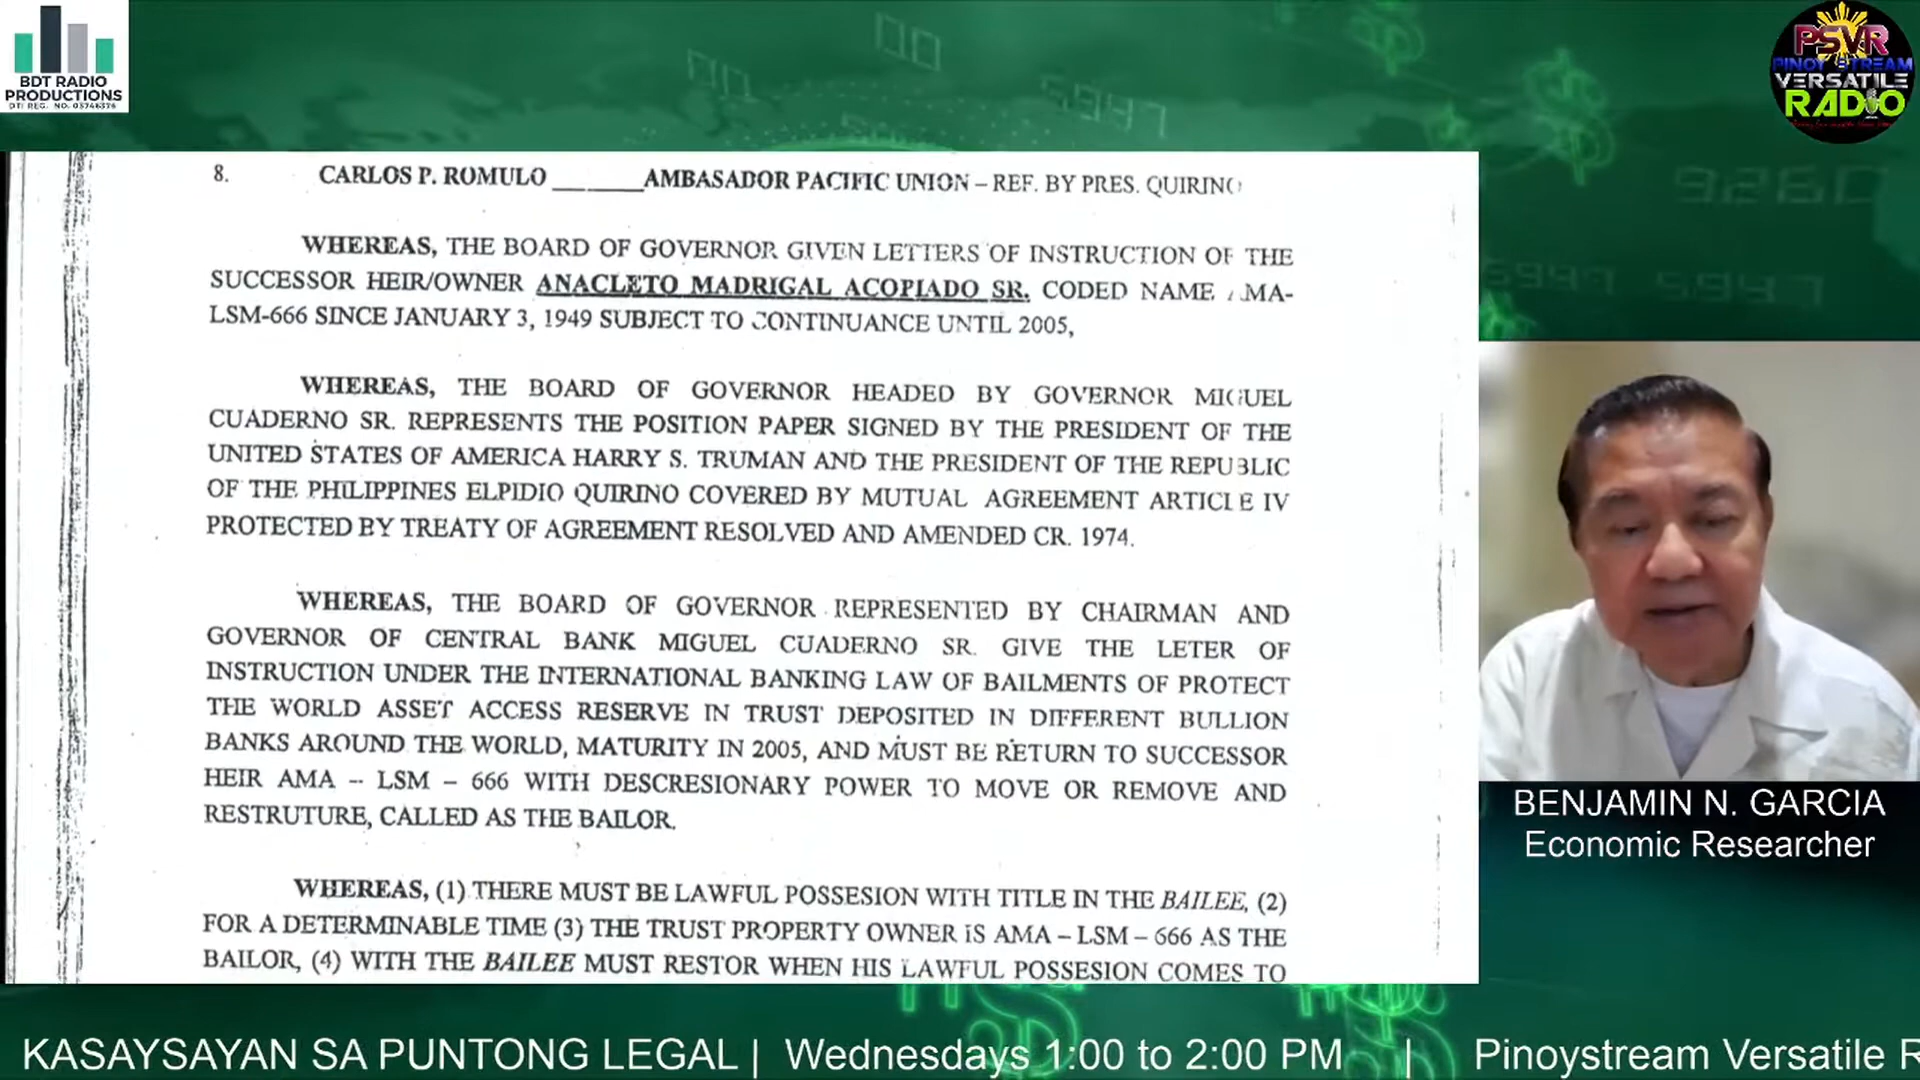 BDT RADIO
PRODUCTIONS
DTI REG. NO. 03748376
PSVR
PINOY STREAM
VERSATILE
RADIO
8. CARLOS P. ROMULO ________AMBASADOR PACIFIC UNION – REF. BY PRES. QUIRINO
WHEREAS, THE BOARD OF GOVERNOR GIVEN LETTERS OF INSTRUCTION OF THE
SUCCESSOR HEIR/OWNER ANACLETO MADRIGAL ACOPIADO SR. CODED NAME AMA-
LSM-666 SINCE JANUARY 3, 1949 SUBJECT TO CONTINUANCE UNTIL 2005,
WHEREAS, THE BOARD OF GOVERNOR HEADED BY GOVERNOR MIGUEL
CUADERNO SR. REPRESENTS THE POSITION PAPER SIGNED BY THE PRESIDENT OF THE
UNITED STATES OF AMERICA HARRY S. TRUMAN AND THE PRESIDENT OF THE REPUBLIC
OF THE PHILIPPINES ELPIDIO QUIRINO COVERED BY MUTUAL AGREEMENT ARTICLE IV
PROTECTED BY TREATY OF AGREEMENT RESOLVED AND AMENDED CR. 1974.
WHEREAS, THE BOARD OF GOVERNOR REPRESENTED BY CHAIRMAN AND
GOVERNOR OF CENTRAL BANK MIGUEL CUADERNO SR. GIVE THE LETER OF
INSTRUCTION UNDER THE INTERNATIONAL BANKING LAW OF BAILMENTS OF PROTECT
THE WORLD ASSET ACCESS RESERVE IN TRUST DEPOSITED IN DIFFERENT BULLION
BANKS AROUND THE WORLD, MATURITY IN 2005, AND MUST BE RETURN TO SUCCESSOR
HEIR AMA – LSM – 666 WITH DESCRESIONARY POWER TO MOVE OR REMOVE AND
RESTRUTURE, CALLED AS THE BAILOR.
WHEREAS, (1) THERE MUST BE LAWFUL POSSESION WITH TITLE IN THE BAILEE, (2)
FOR A DETERMINABLE TIME (3) THE TRUST PROPERTY OWNER IS AMA – LSM – 666 AS THE
BAILOR, (4) WITH THE BAILEE MUST RESTOR WHEN HIS LAWFUL POSSESION COMES TO
BENJAMIN N. GARCIA
Economic Researcher
KASAYSAYAN SA PUNTONG LEGAL | Wednesdays 1:00 to 2:00 PM | Pinoystream Versatile R